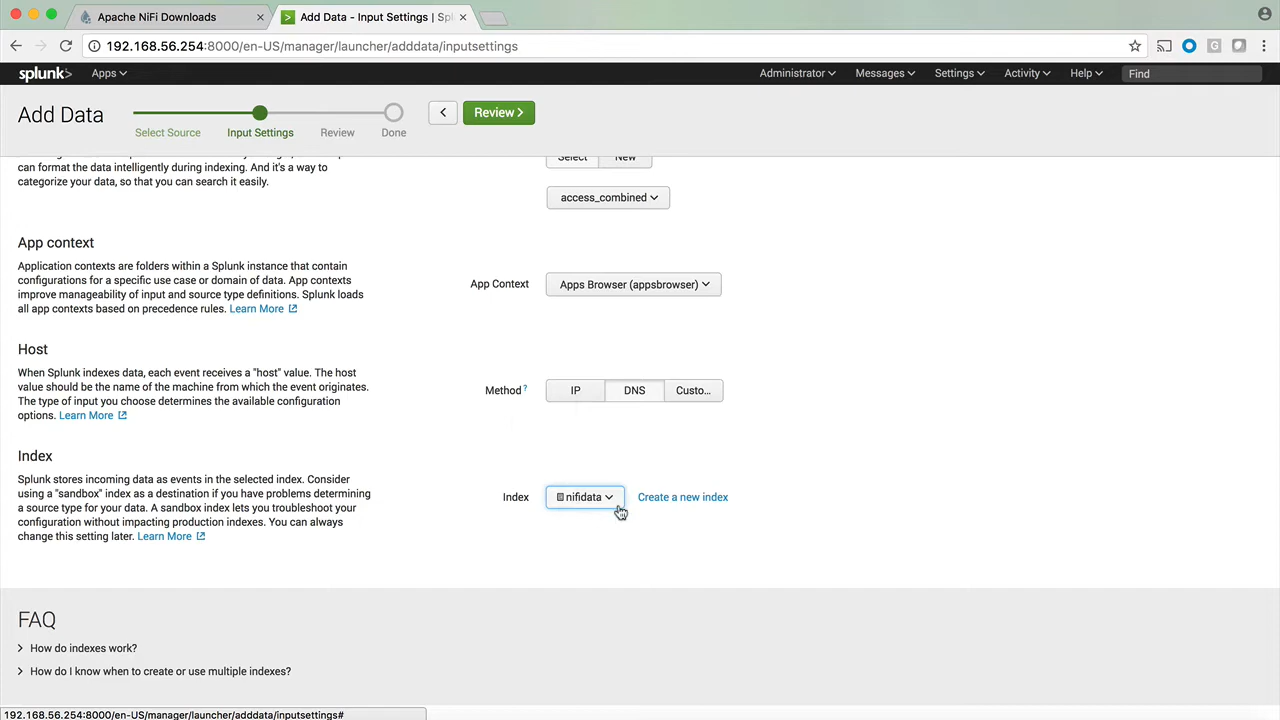 Apache NiFi Downloads
Add Data - Input Settings | Spl
192.168.56.254:8000/en-US/manager/launcher/adddata/inputsettings
splunk> Apps Administrator Messages Settings Activity Help Find
Add Data
Select Source
Input Settings
Review
Done
<
Review >
can format the data intelligently during indexing. And it's a way to
categorize your data, so that you can search it easily.
Select New
access_combined
App context
Application contexts are folders within a Splunk instance that contain
configurations for a specific use case or domain of data. App contexts
improve manageability of input and source type definitions. Splunk loads
all app contexts based on precedence rules. Learn More
App Context Apps Browser (appsbrowser)
Host
When Splunk indexes data, each event receives a "host" value. The host
value should be the name of the machine from which the event originates.
The type of input you choose determines the available configuration
options. Learn More
Method ? IP DNS Custo...
Index
Splunk stores incoming data as events in the selected index. Consider
using a "sandbox" index as a destination if you have problems determining
a source type for your data. A sandbox index lets you troubleshoot your
configuration without impacting production indexes. You can always
change this setting later. Learn More
Index nifidata Create a new index
FAQ
> How do indexes work?
> How do I know when to create or use multiple indexes?
192.168.56.254:8000/en-US/manager/launcher/adddata/inputsettings#